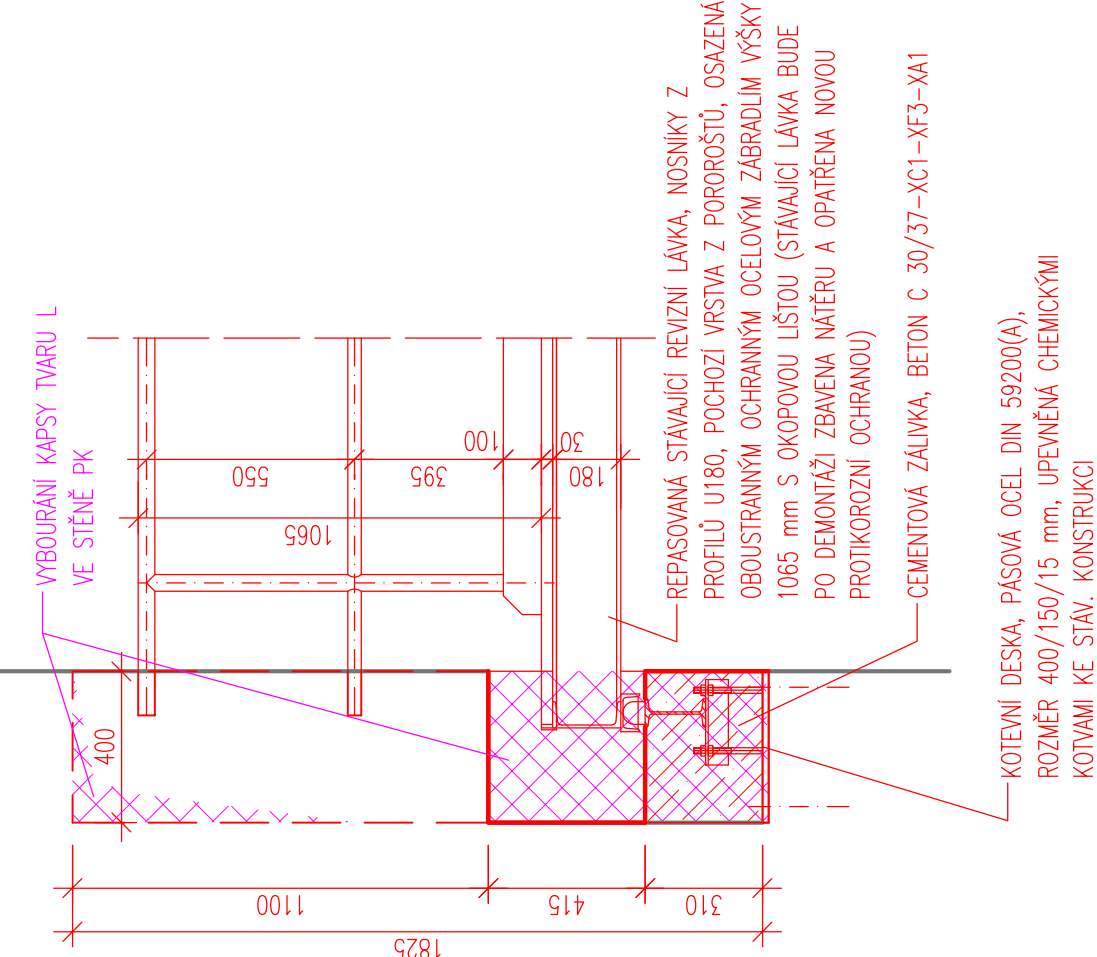 VYBOURÁNÍ KAPSY TVARU L
VE STĚNĚ PK
550
395
100
30
180
1065
400
1100
415
310
1825
REPASOVANÁ STÁVAJÍCÍ REVIZNÍ LÁVKA, NOSNÍKY Z
PROFILŮ U180, POCHOZÍ VRSTVA Z POROROŠTŮ, OSAZENÁ
OBOUSTRANNÝM OCHRANNÝM OCELOVÝM ZÁBRADLÍM VÝŠKY
1065 mm S OKOPOVOU LIŠTOU (STÁVAJÍCÍ LÁVKA BUDE
PO DEMONTÁŽI ZBAVENA NÁTĚRU A OPATŘENA NOVOU
PROTIKOROZNÍ OCHRANOU)
CEMENTOVÁ ZÁLIVKA, BETON C 30/37-XC1-XF3-XA1
KOTEVNÍ DESKA, PÁSOVÁ OCEL DIN 59200(A),
ROZMĚR 400/150/15 mm, UPEVNĚNÁ CHEMICKÝMI
KOTVAMI KE STÁV. KONSTRUKCI